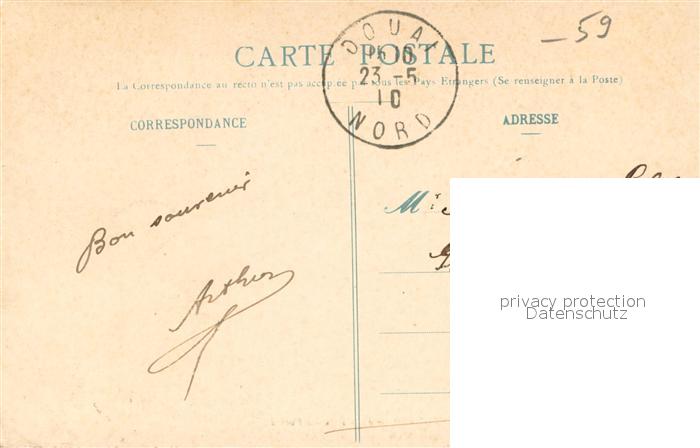 — 59
CARTE POSTALE
La Correspondance au recto n'est pas acceptée par tous les Pays Etrangers (Se renseigner à la Poste)
DOUAI
23 - 5
10
NORD
CORRESPONDANCE
ADRESSE
Bon souvenir
Arthur
M
privacy protection
Datenschutz